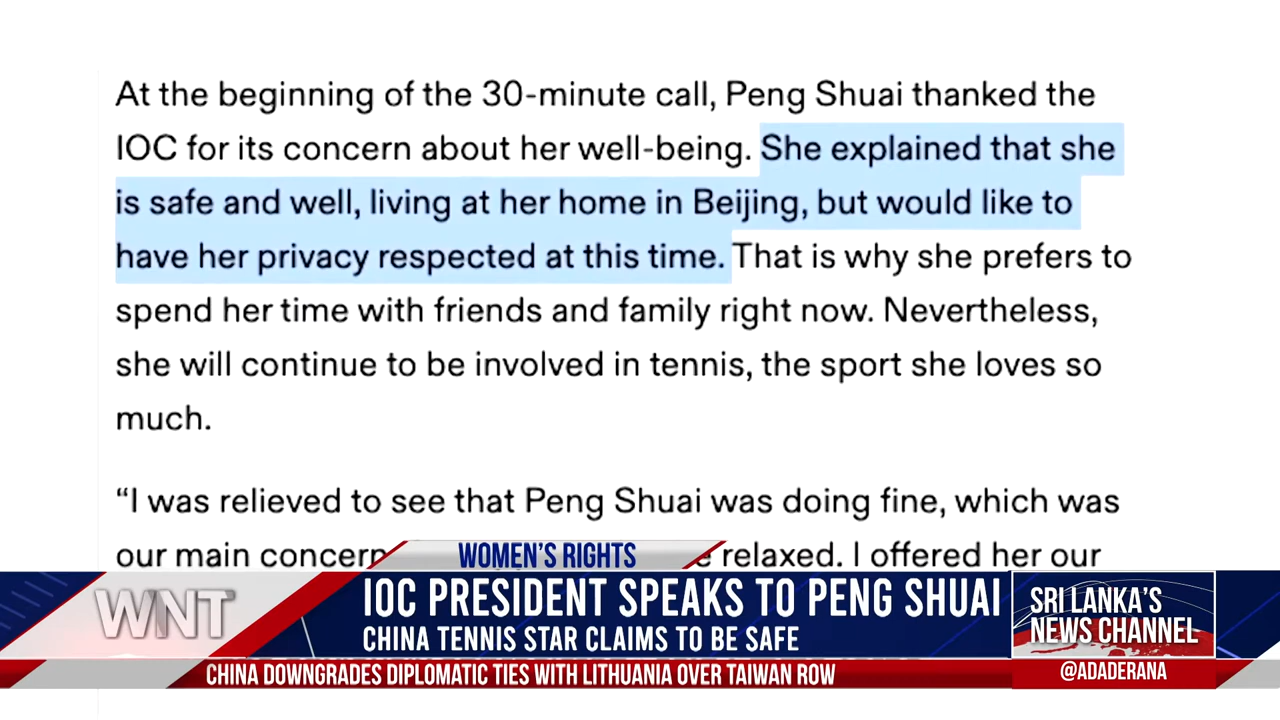 At the beginning of the 30-minute call, Peng Shuai thanked the
IOC for its concern about her well-being. She explained that she
is safe and well, living at her home in Beijing, but would like to
have her privacy respected at this time. That is why she prefers to
spend her time with friends and family right now. Nevertheless,
she will continue to be involved in tennis, the sport she loves so
much.
“I was relieved to see that Peng Shuai was doing fine, which was
our main concern relaxed. I offered her our
WOMEN'S RIGHTS
WNT
IOC PRESIDENT SPEAKS TO PENG SHUAI
CHINA TENNIS STAR CLAIMS TO BE SAFE
SRI LANKA'S
NEWS CHANNEL
CHINA DOWNGRADES DIPLOMATIC TIES WITH LITHUANIA OVER TAIWAN ROW
@ADADERANA